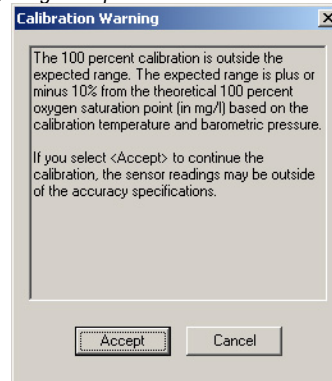 Calibration Warning
The 100 percent calibration is outside the
expected range. The expected range is plus or
minus 10% from the theoretical 100 percent
oxygen saturation point (in mg/l) based on the
calibration temperature and barometric pressure.
If you select <Accept> to continue the
calibration, the sensor readings may be outside
of the accuracy specifications.
Accept Cancel